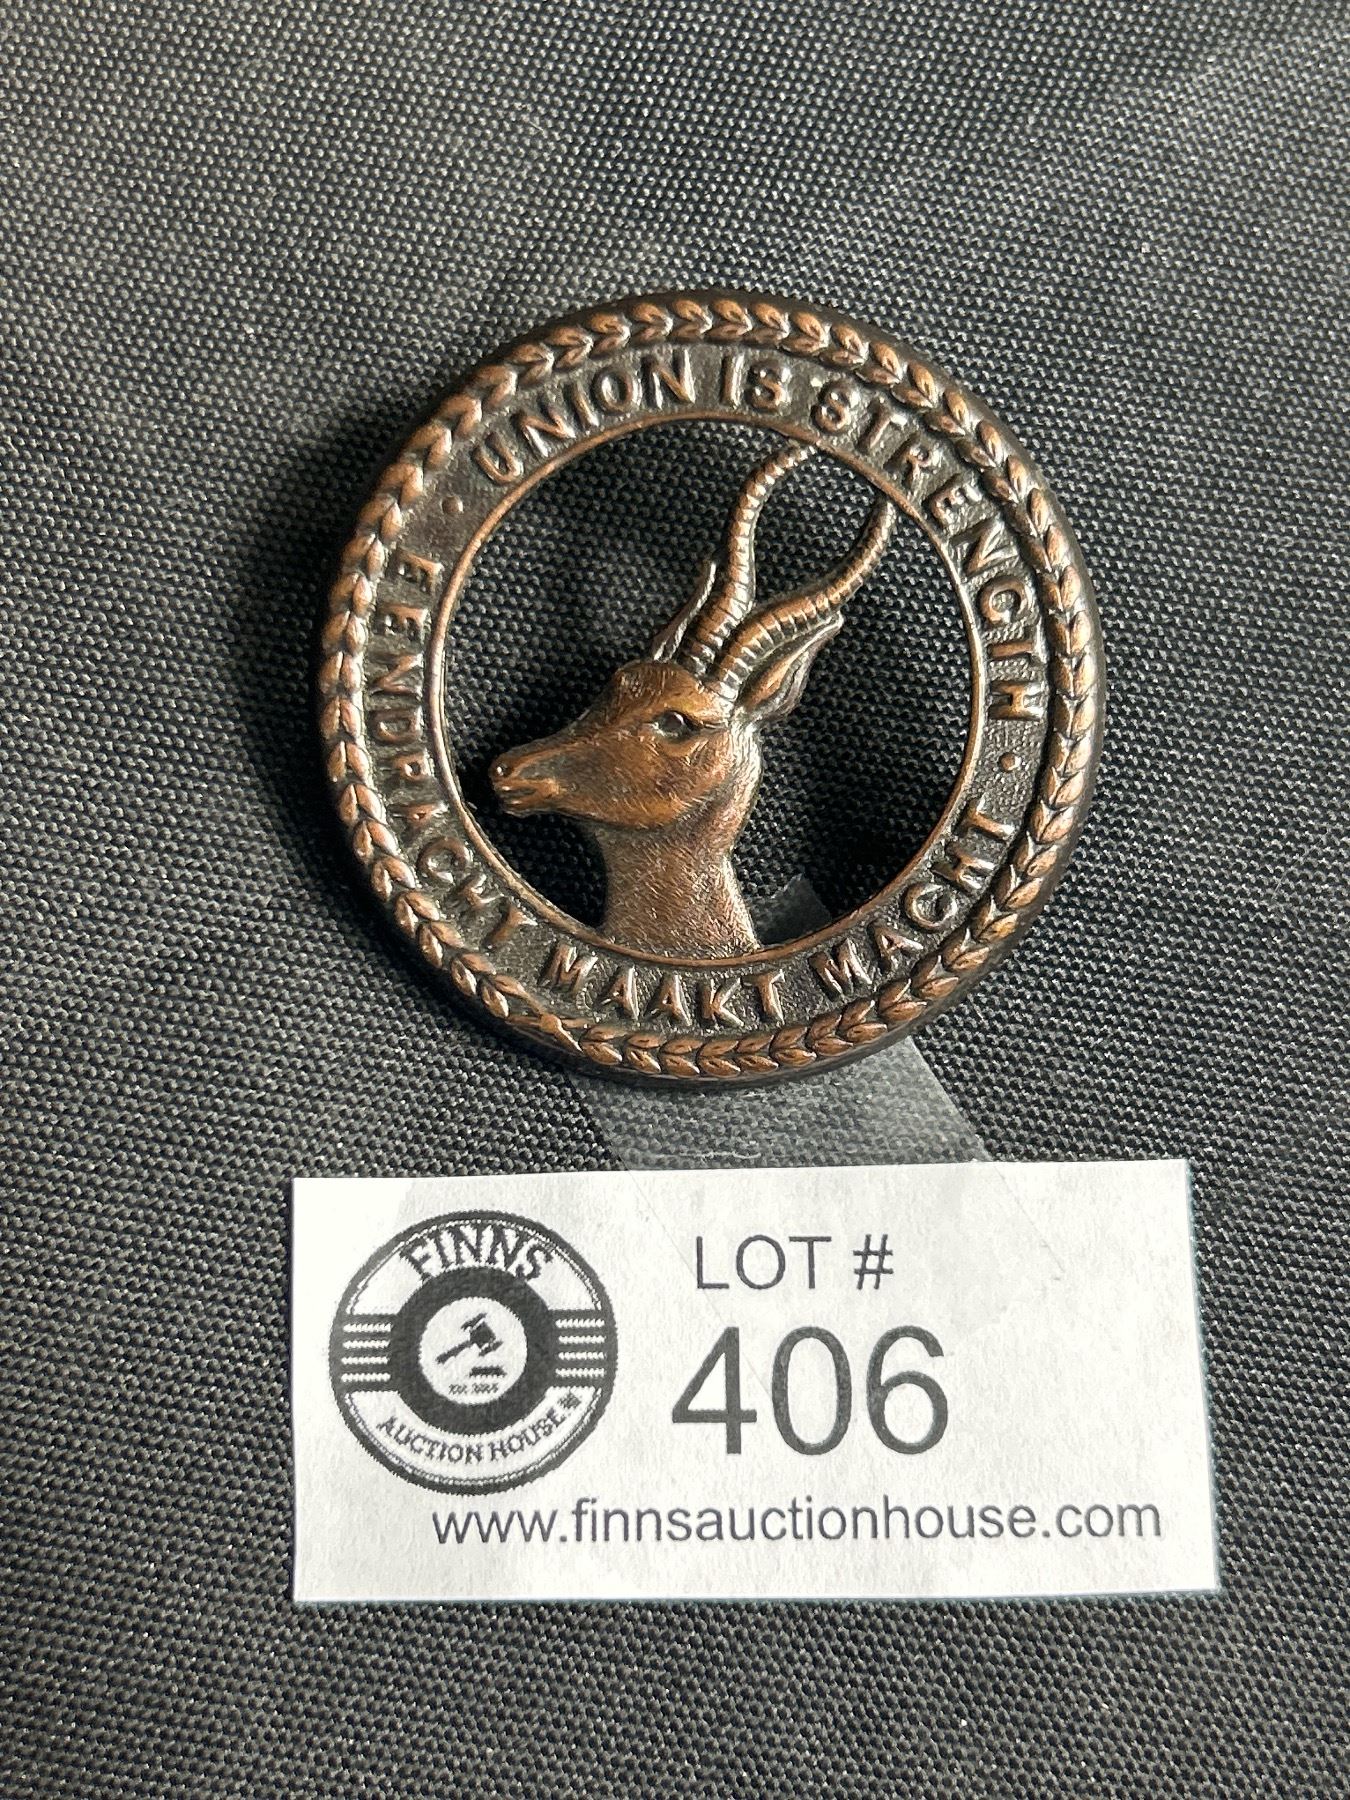 · UNION IS STRENGTH ·
EENDRACHT MAAKT MACHT
FINNS
AUCTION HOUSE
LOT #
406
www.finnsauctionhouse.com